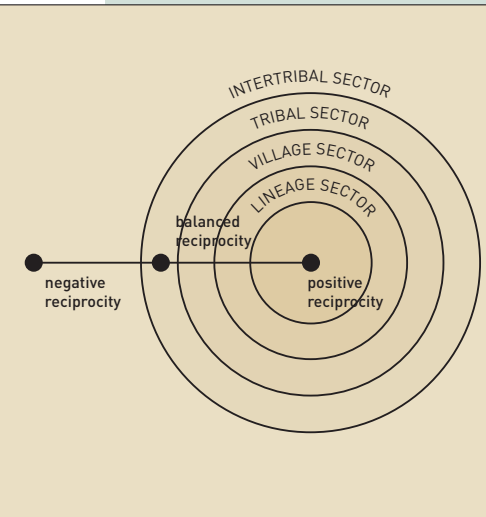 INTERTRIBAL SECTOR
TRIBAL SECTOR
VILLAGE SECTOR
LINEAGE SECTOR
balanced
reciprocity
negative
reciprocity
positive
reciprocity